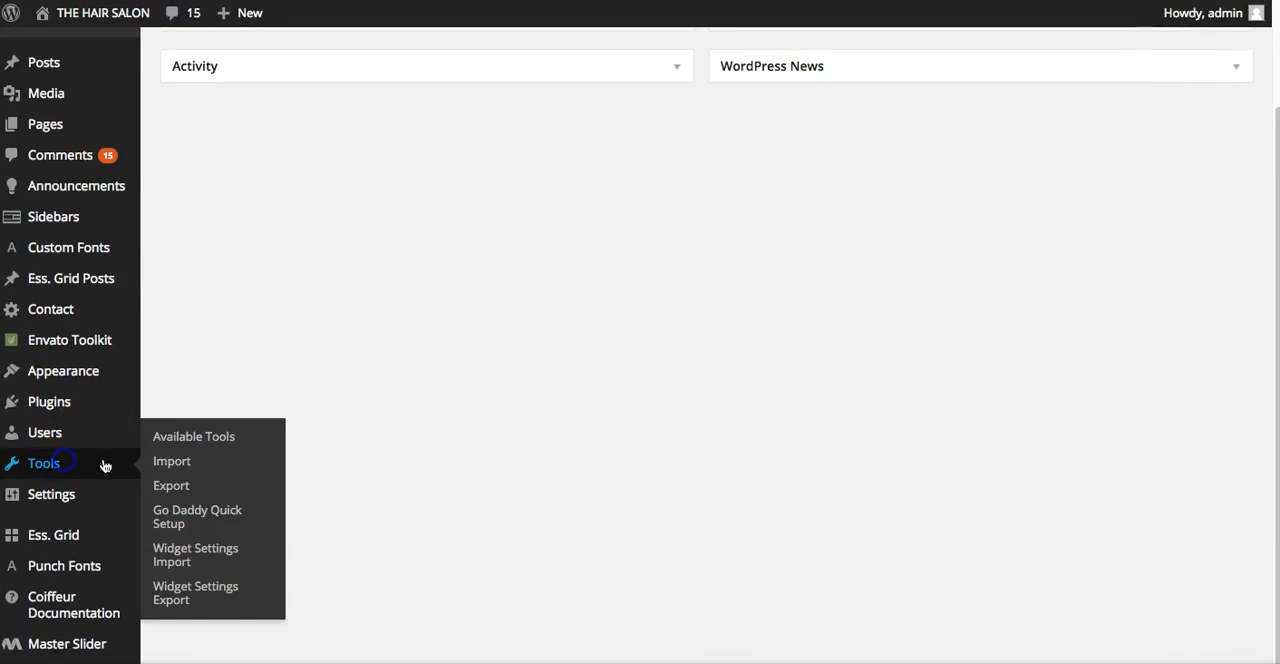 THE HAIR SALON 15 New Howdy, admin
Posts
Media
Pages
Comments 15
Announcements
Sidebars
Custom Fonts
Ess. Grid Posts
Contact
Envato Toolkit
Appearance
Plugins
Users
Tools
Settings
Ess. Grid
Punch Fonts
Coiffeur
Documentation
Master Slider
Available Tools
Import
Export
Go Daddy Quick
Setup
Widget Settings
Import
Widget Settings
Export
Activity
WordPress News